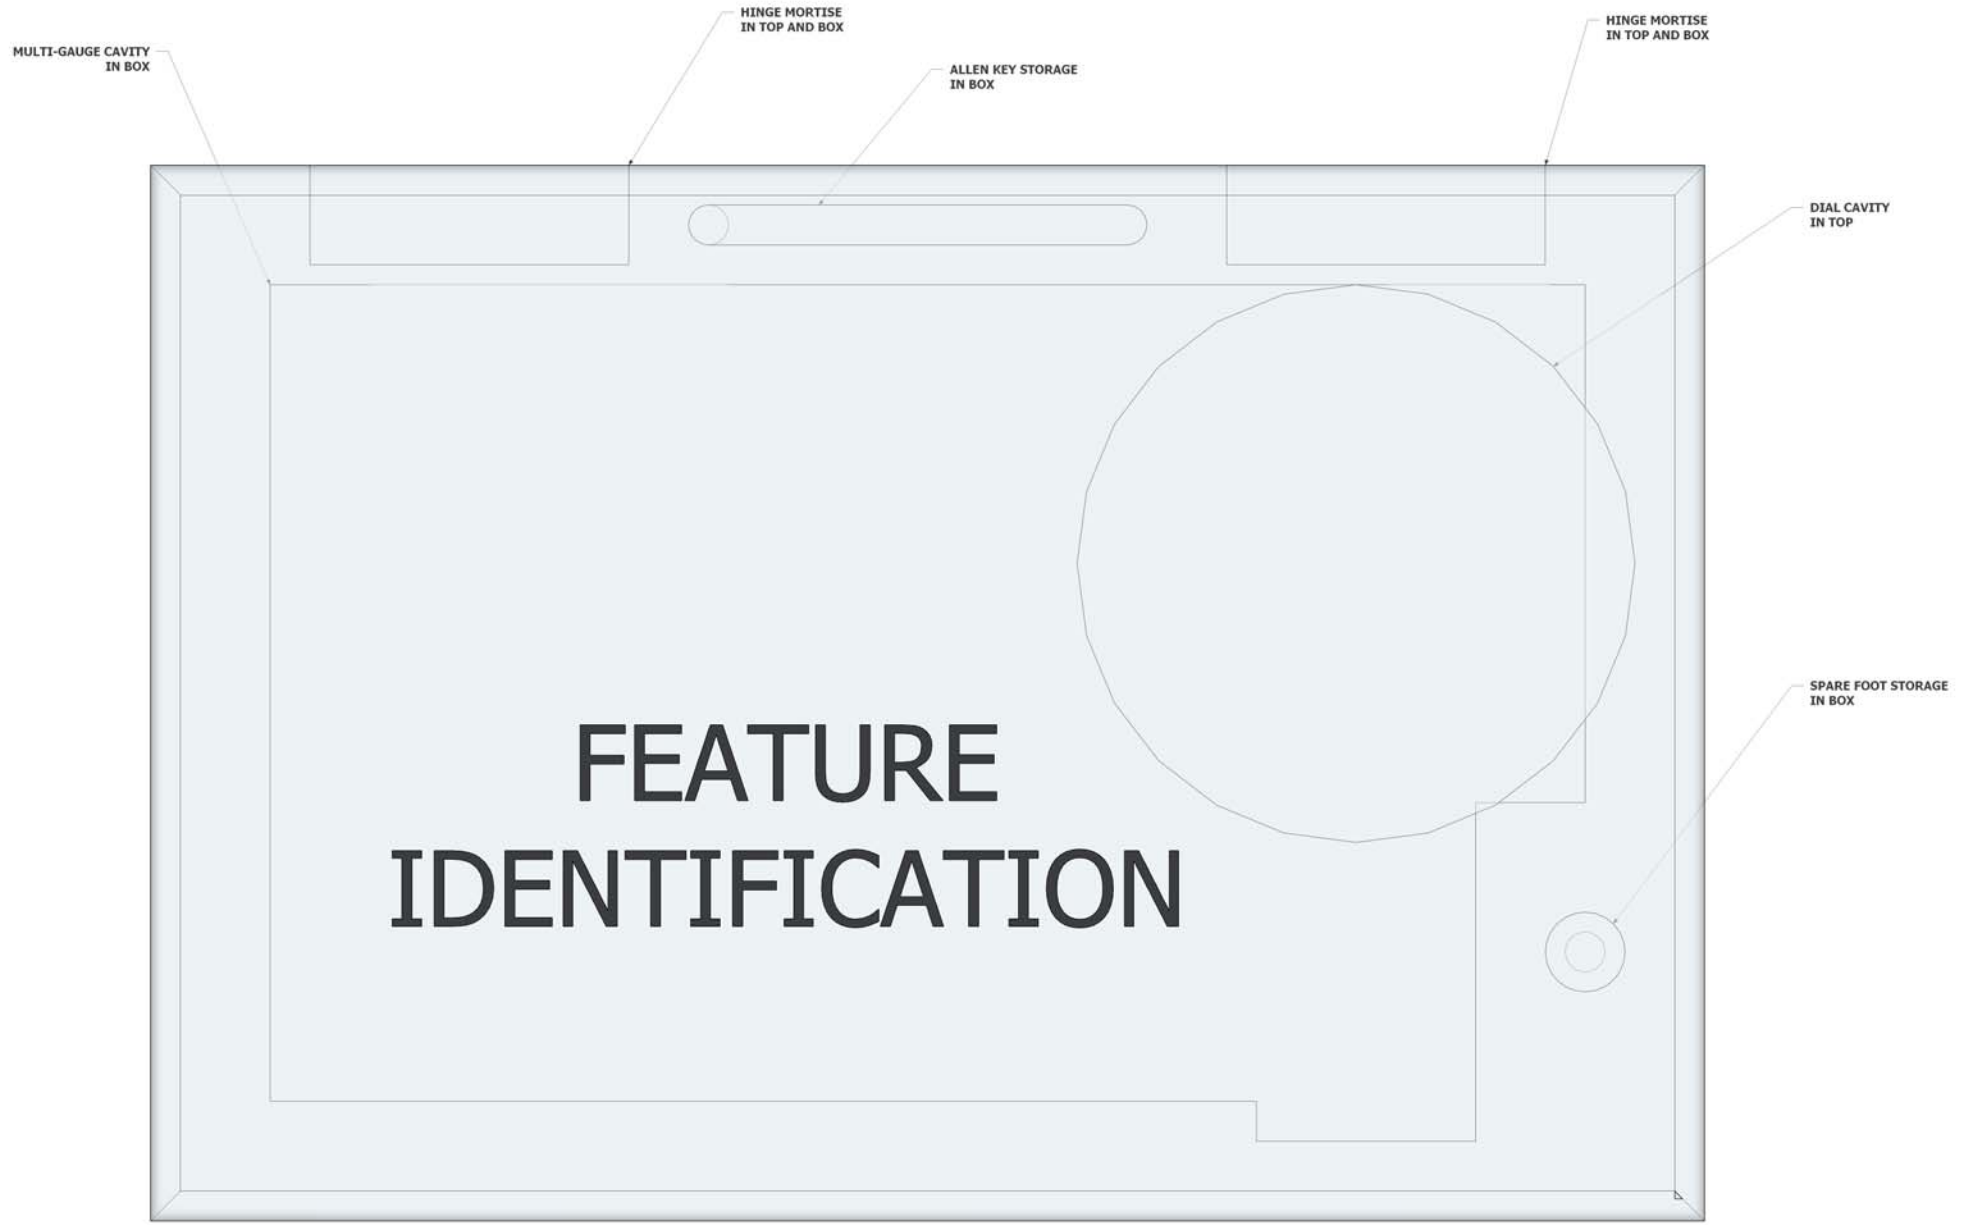 HINGE MORTISE
IN TOP AND BOX
HINGE MORTISE
IN TOP AND BOX
MULTI-GAUGE CAVITY
IN BOX
ALLEN KEY STORAGE
IN BOX
DIAL CAVITY
IN TOP
SPARE FOOT STORAGE
IN BOX
FEATURE
IDENTIFICATION